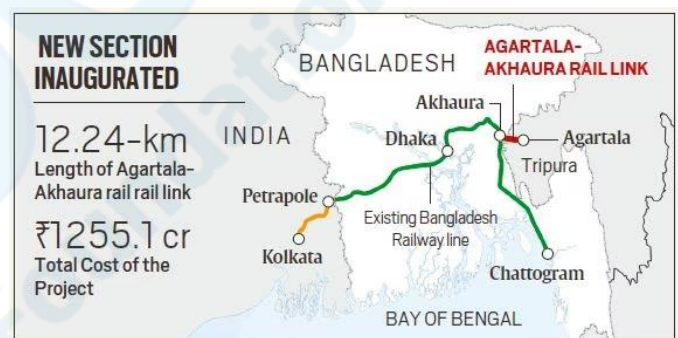 NEW SECTION
INAUGURATED
12.24-km
Length of Agartala-
Akhaura rail rail link
₹1255.1 cr
Total Cost of the
Project
BANGLADESH
AGARTALA-
AKHAURA RAIL LINK
Akhaura
INDIA
Dhaka
Agartala
Tripura
Petrapole
Existing Bangladesh
Railway line
Kolkata
Chattogram
BAY OF BENGAL